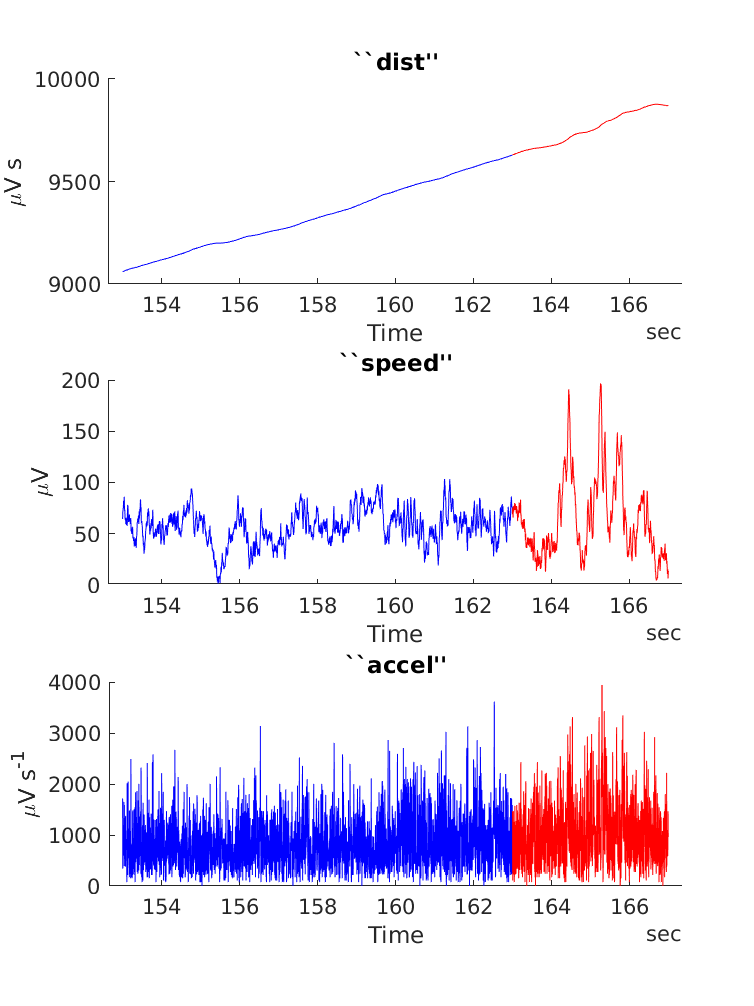 ``dist''
10000
9500
9000
μV s
154 156 158 160 162 164 166
Time
sec
``speed''
200
150
100
50
0
μV
154 156 158 160 162 164 166
Time
sec
``accel''
4000
3000
2000
1000
0
μV s-1
154 156 158 160 162 164 166
Time
sec